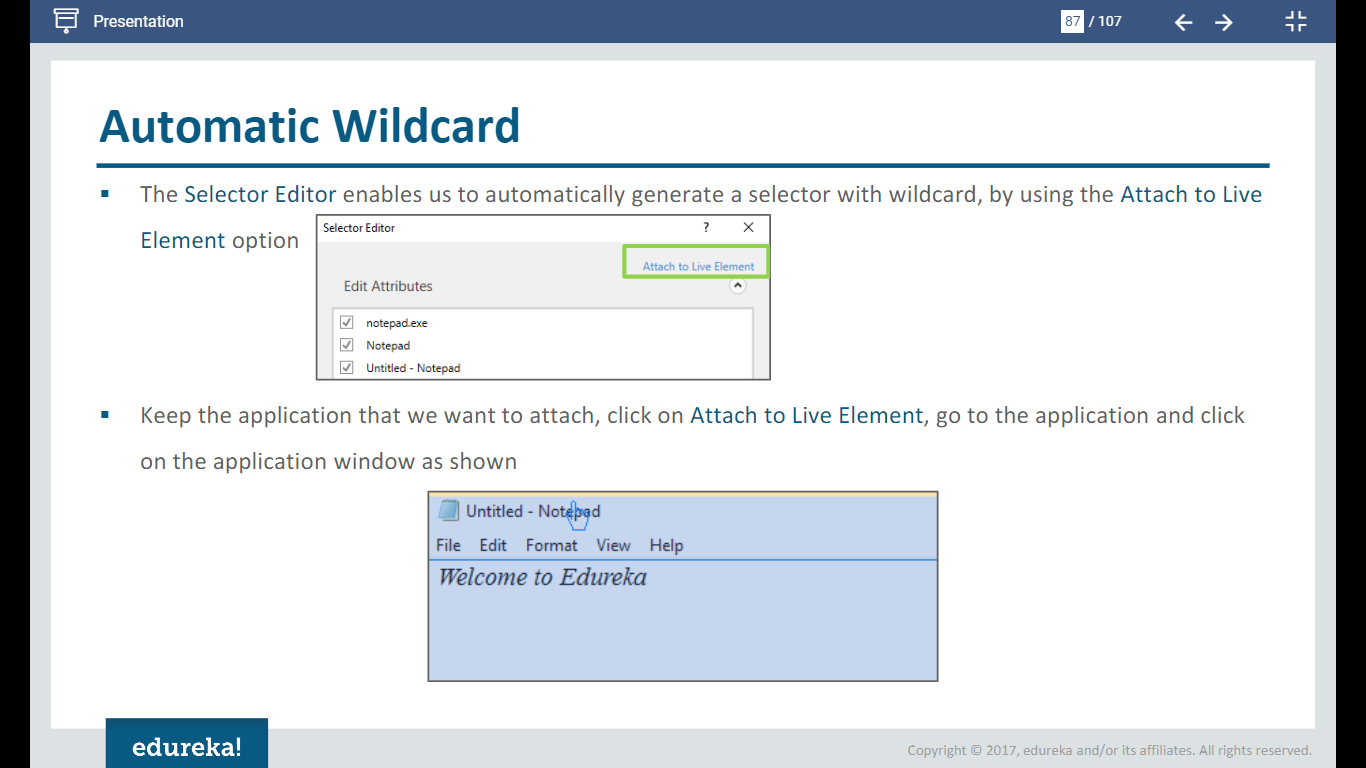 Presentation
87 / 107
Automatic Wildcard
▪ The Selector Editor enables us to automatically generate a selector with wildcard, by using the Attach to Live
Element option
Selector Editor ?
Attach to Live Element
Edit Attributes
notepad.exe
Notepad
Untitled - Notepad
▪ Keep the application that we want to attach, click on Attach to Live Element, go to the application and click
on the application window as shown
Untitled - Notepad
File Edit Format View Help
Welcome to Edureka
edureka!
Copyright © 2017, edureka and/or its affiliates. All rights reserved.